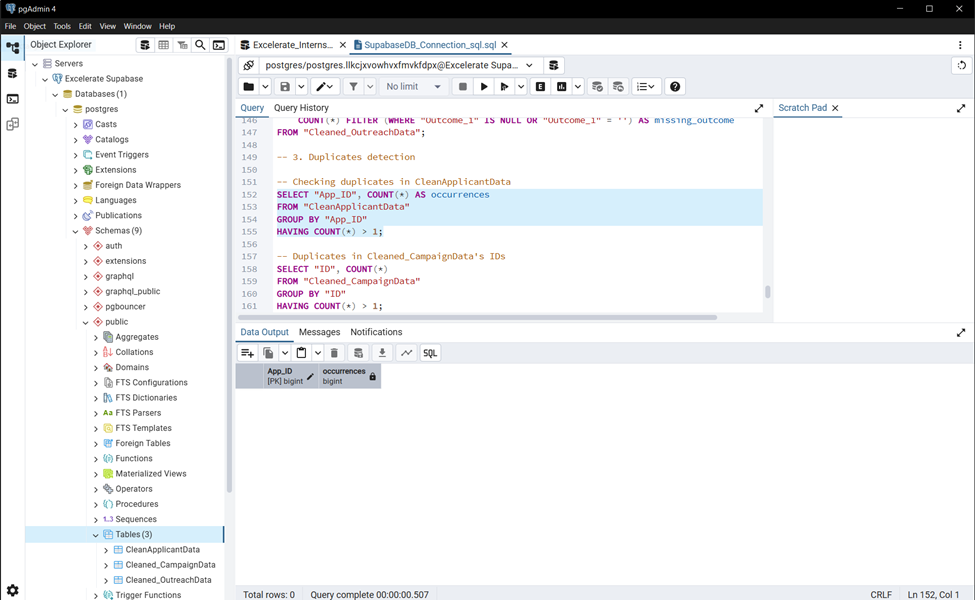 pgAdmin 4
File Object Tools Edit View Window Help
Object Explorer
Excelerate_Interns...
SupabaseDB_Connection_sql.sql
Servers
Excelerate Supabase
Databases (1)
postgres
Casts
Catalogs
Event Triggers
Extensions
Foreign Data Wrappers
Languages
Publications
Schemas (9)
auth
extensions
graphql
graphql_public
pgbouncer
public
Aggregates
Collations
Domains
FTS Configurations
FTS Dictionaries
FTS Parsers
FTS Templates
Foreign Tables
Functions
Materialized Views
Operators
Procedures
1..3 Sequences
Tables (3)
CleanApplicantData
Cleaned_CampaignData
Cleaned_OutreachData
Trigger Functions
postgres/postgres.llkcjxvowhvxfmvkfdpx@Excelerate Supa...
No limit
Query Query History
Scratch Pad
146 COUNT(*) FILTER (WHERE "Outcome_1" IS NULL OR "Outcome_1" = '') AS missing_outcome
147 FROM "Cleaned_OutreachData";
148
149 -- 3. Duplicates detection
150
151 -- Checking duplicates in CleanApplicantData
152 SELECT "App_ID", COUNT(*) AS occurrences
153 FROM "CleanApplicantData"
154 GROUP BY "App_ID"
155 HAVING COUNT(*) > 1;
156
157 -- Duplicates in Cleaned_CampaignData's IDs
158 SELECT "ID", COUNT(*)
159 FROM "Cleaned_CampaignData"
160 GROUP BY "ID"
161 HAVING COUNT(*) > 1;
Data Output Messages Notifications
SQL
App_ID
[PK] bigint
occurrences
bigint
Total rows: 0 Query complete 00:00:00.507 CRLF Ln 152, Col 1